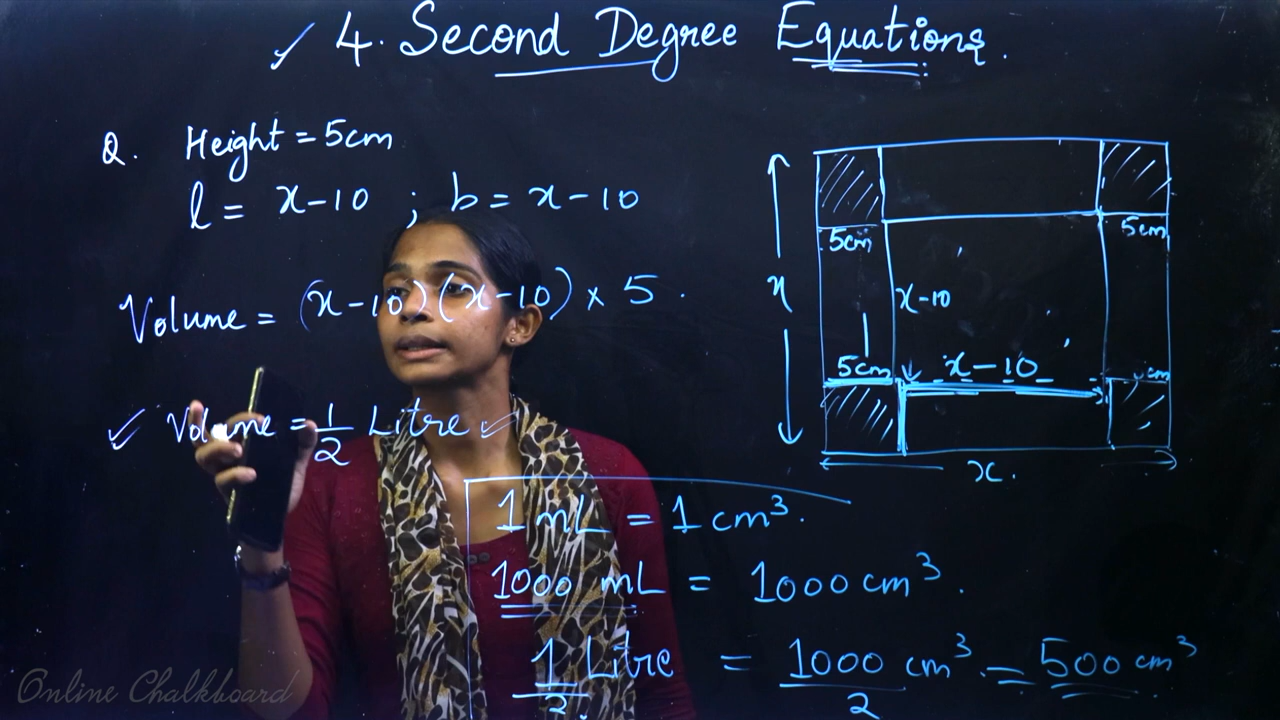 ✓ 4. Second Degree Equations.
Q. Height = 5cm
l = x-10 ; b = x-10
Volume = (x-10)(x-10) × 5.
✓ Volume = 1/2 Litre ✓
1 mL = 1 cm³.
1000 mL = 1000 cm³.
1/2 Litre = 1000/2 cm³ = 500 cm³
5cm 5cm
x x-10
5cm x-10 cm
x.
Online Chalkboard